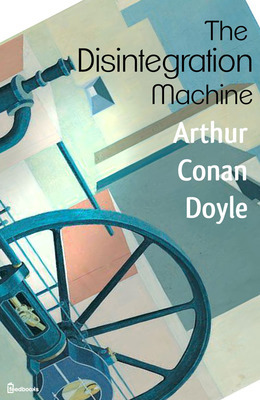 The
Disintegration
Machine
Arthur
Conan
Doyle
feedbooks